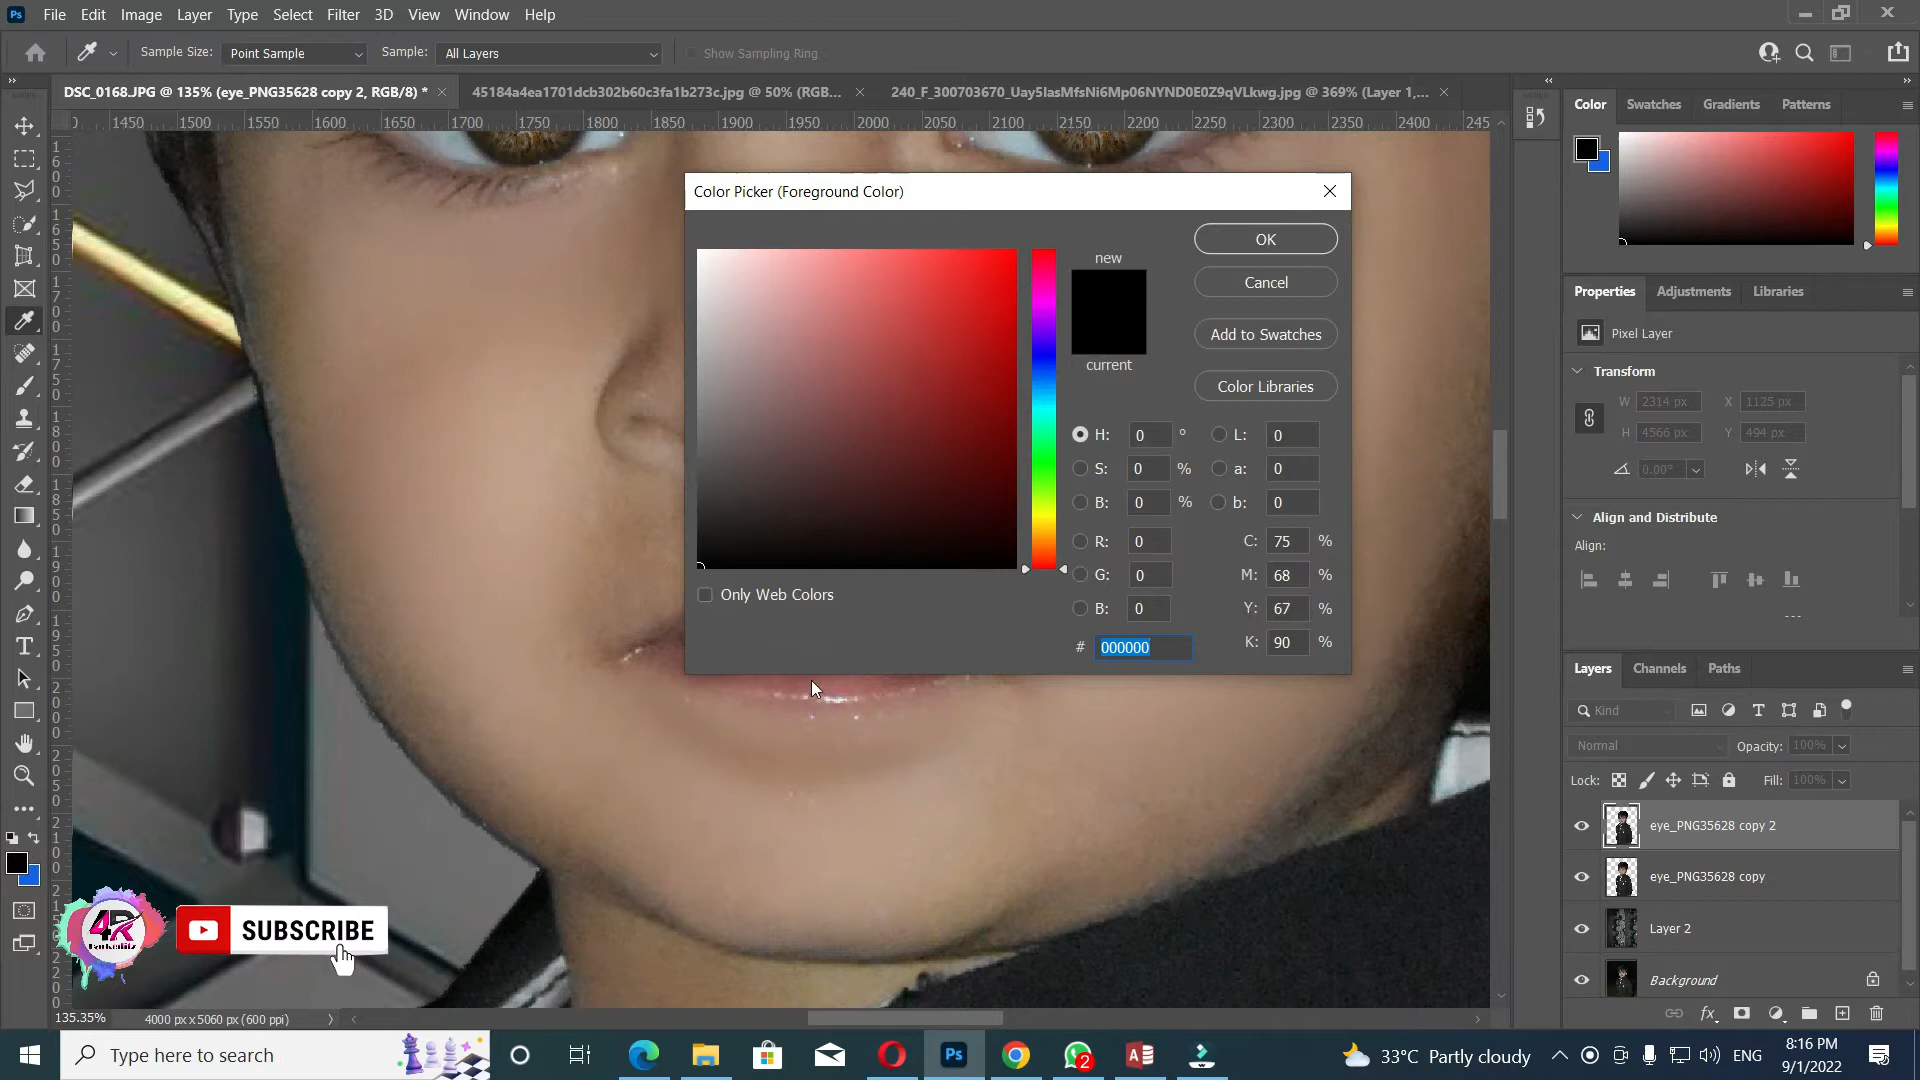 Ps File Edit Image Layer Type Select Filter 3D View Window Help
Sample Size: Point Sample Sample: All Layers Show Sampling Ring
DSC_0168.JPG @ 135% (eye_PNG35628 copy 2, RGB/8) * 45184a4ea1701dcb302b60c3fa1b273c.jpg @ 50% (RGB... 240_F_300703670_Uay5lasMfsNi6Mp06NYND0E0Z9qVLkwg.jpg @ 369% (Layer 1,...
1450 1500 1550 1600 1650 1700 1750 1800 1850 1900 1950 2000 2050 2100 2150 2200 2250 2300 2350 2400 245
Color Picker (Foreground Color)
new
current
OK
Cancel
Add to Swatches
Color Libraries
H: 0 ° L: 0
S: 0 % a: 0
B: 0 % b: 0
R: 0 C: 75 %
G: 0 M: 68 %
B: 0 Y: 67 %
# 000000 K: 90 %
Only Web Colors
Color Swatches Gradients Patterns
Properties Adjustments Libraries
Pixel Layer
Transform
W 2314 px X 1125 px
H 4566 px Y 494 px
0.00°
Align and Distribute
Align:
Layers Channels Paths
Kind
Normal Opacity: 100%
Lock: Fill: 100%
eye_PNG35628 copy 2
eye_PNG35628 copy
Layer 2
Background
4R
SUBSCRIBE
135.35% 4000 px x 5060 px (600 ppi)
Type here to search
Ps
2
33°C Partly cloudy
ENG
8:16 PM
9/1/2022